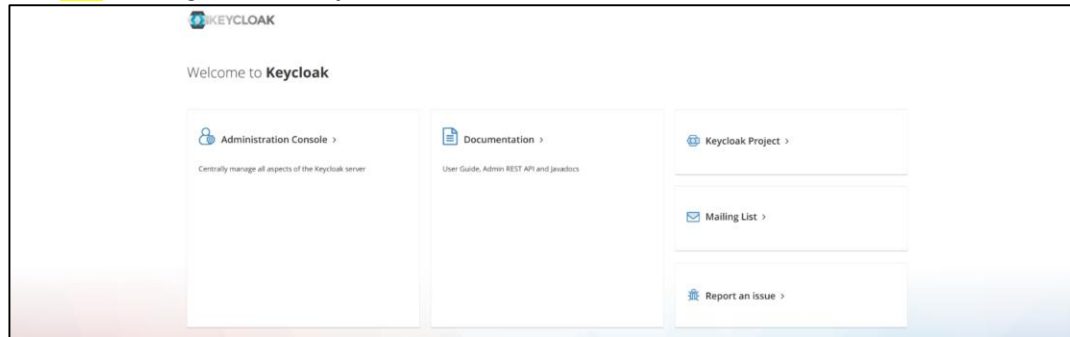 KEYCLOAK
Welcome to Keycloak
Administration Console >
Centrally manage all aspects of the Keycloak server
Documentation >
User Guide, Admin REST API and Javadocs
Keycloak Project >
Mailing List >
Report an issue >